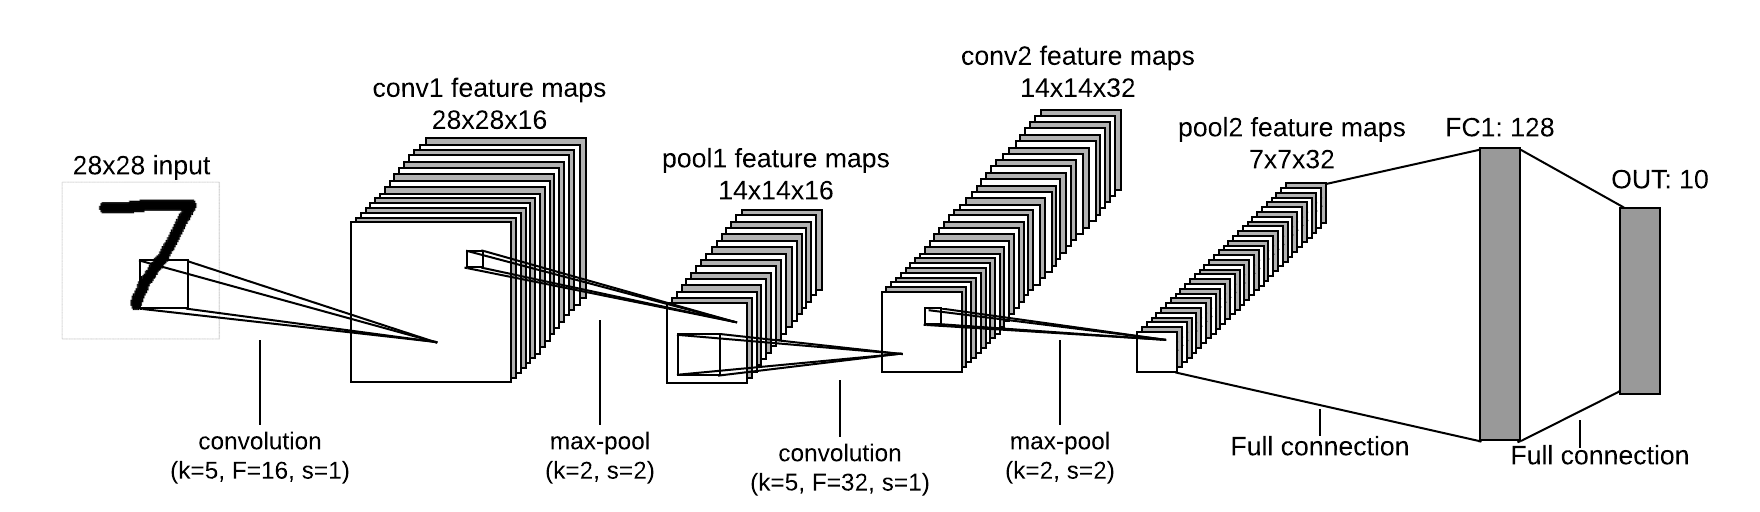 28x28 input
conv1 feature maps
28x28x16
pool1 feature maps
14x14x16
conv2 feature maps
14x14x32
pool2 feature maps
7x7x32
FC1: 128
OUT: 10
7
convolution
(k=5, F=16, s=1)
max-pool
(k=2, s=2)
convolution
(k=5, F=32, s=1)
max-pool
(k=2, s=2)
Full connection
Full connection